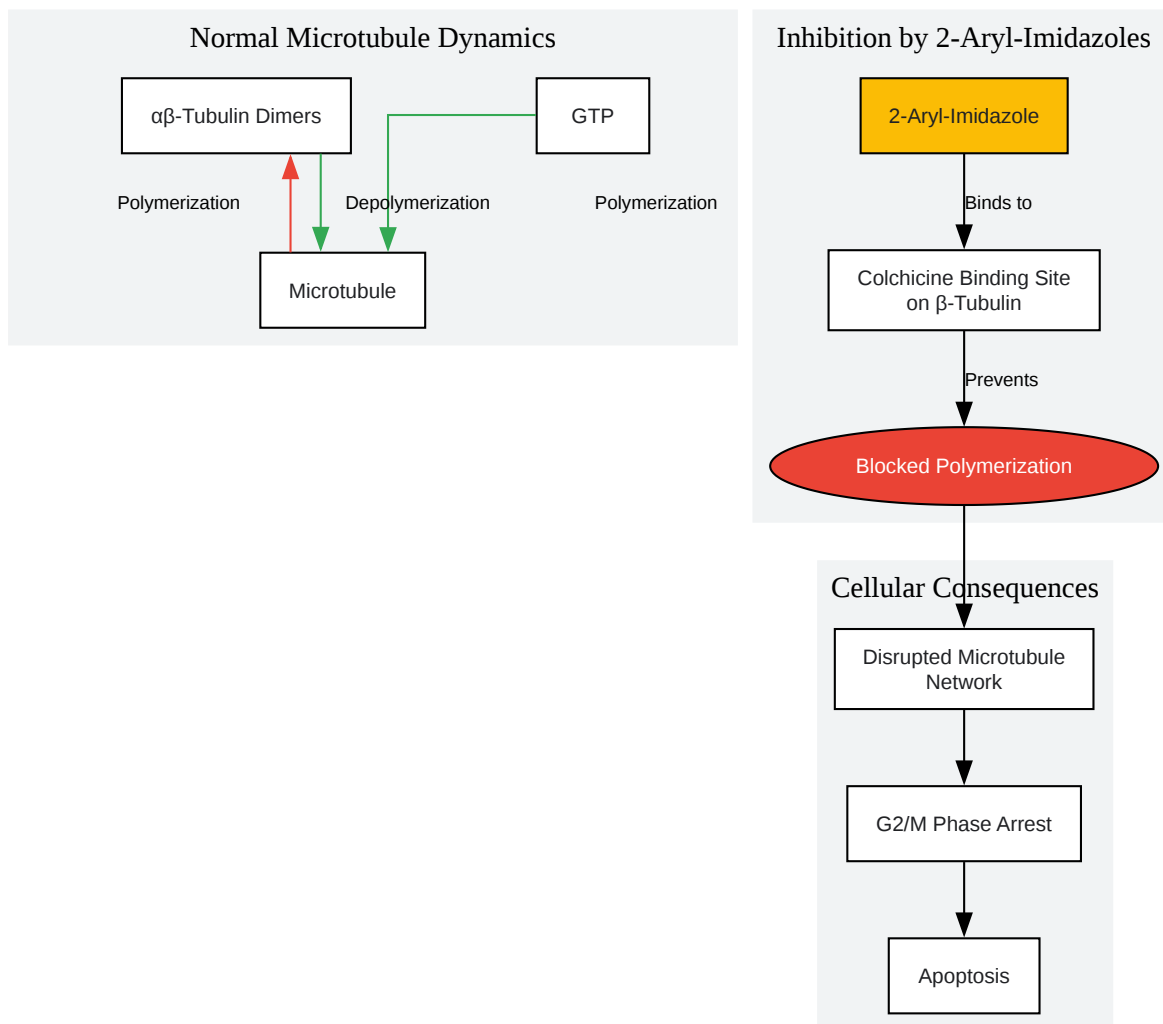 Normal Microtubule Dynamics
αβ-Tubulin Dimers
GTP
Polymerization
Depolymerization
Polymerization
Microtubule
Inhibition by 2-Aryl-Imidazoles
2-Aryl-Imidazole
Binds to
Colchicine Binding Site
on β-Tubulin
Prevents
Blocked Polymerization
Cellular Consequences
Disrupted Microtubule
Network
G2/M Phase Arrest
Apoptosis